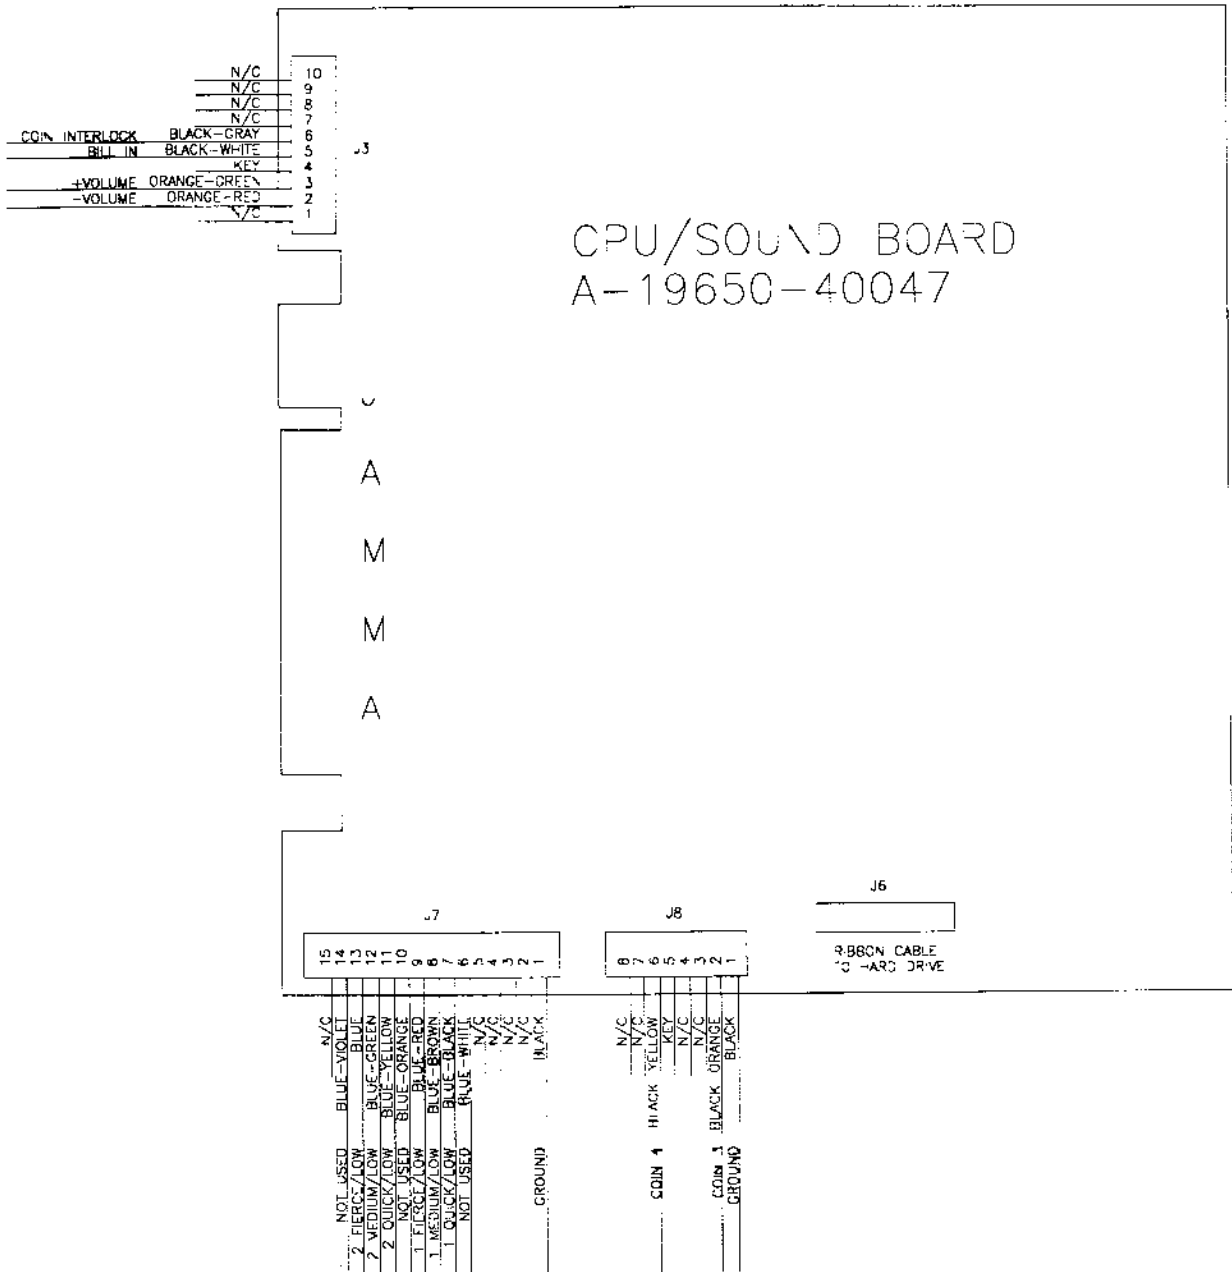 N/C 10
N/C 9
N/C 8
N/C 7
COIN INTERLOCK BLACK-GRAY 6
BILL IN BLACK-WHITE 5
KEY 4
+VOLUME ORANGE-GREEN 3
-VOLUME ORANGE-RED 2
N/C 1
J3
CPU/SOUND BOARD
A-19650-40047
J
A
M
M
A
J7
15 N/C
14 BLUE-VIOLET NOT USED
13 BLUE 2 FIERCE/LOW
12 BLUE-GREEN 2 MEDIUM/LOW
11 BLUE-YELLOW 2 QUICK/LOW
10 BLUE-ORANGE NOT USED
9 BLUE-RED 1 FIERCE/LOW
8 BLUE-BROWN 1 MEDIUM/LOW
7 BLUE-BLACK 1 QUICK/LOW
6 BLUE-WHITE NOT USED
5 N/C
4 N/C
3 N/C
2 N/C
1 BLACK GROUND
J8
8 N/C
7 N/C
6 BLACK YELLOW COIN 4
5 KEY
4 N/C
3 N/C
2 BLACK ORANGE COIN 3
1 BLACK GROUND
J6
RIBBON CABLE
TO HARD DRIVE